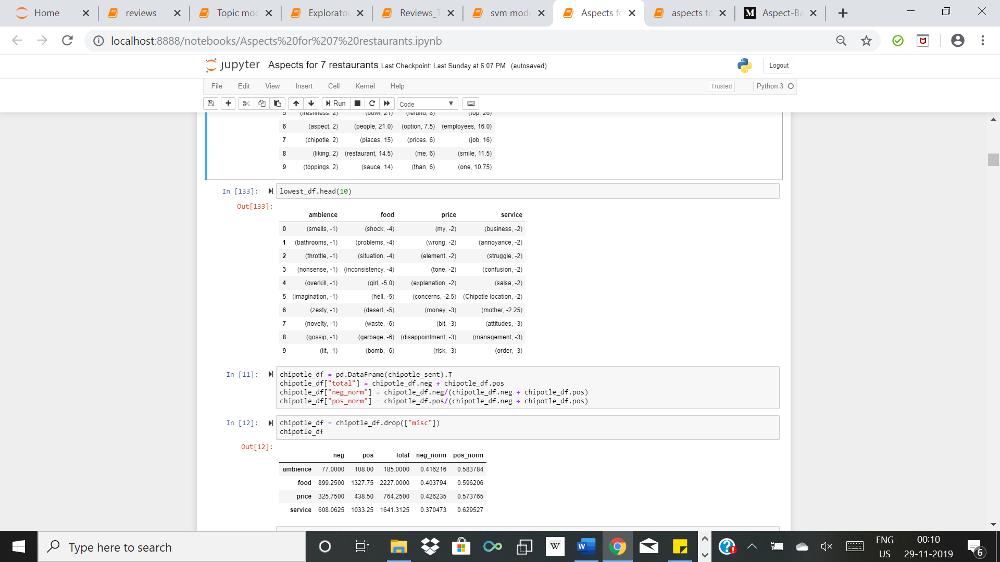 Home
reviews
Topic mod
Explorator
Reviews_T
svm mode
Aspects fo
aspects to
M Aspect-Ba
localhost:8888/notebooks/Aspects%20for%207%20restaurants.ipynb
jupyter Aspects for 7 restaurants Last Checkpoint: Last Sunday at 6:07 PM (autosaved)
Logout
File Edit View Insert Cell Kernel Help
Trusted Python 3
Run Code
5 (freshness, 2) (bowl, 21) (refund, 8) (top, 26)
6 (aspect, 2) (people, 21.0) (option, 7.5) (employees, 16.0)
7 (chipotle, 2) (places, 15) (prices, 6) (job, 16)
8 (liking, 2) (restaurant, 14.5) (me, 6) (smile, 11.5)
9 (toppings, 2) (sauce, 14) (than, 6) (one, 10.75)
In [133]: lowest_df.head(10)
Out[133]:
ambience food price service
0 (smells, -1) (shock, -4) (my, -2) (business, -2)
1 (bathrooms, -1) (problems, -4) (wrong, -2) (annoyance, -2)
2 (throttle, -1) (situation, -4) (element, -2) (struggle, -2)
3 (nonsense, -1) (inconsistency, -4) (tone, -2) (confusion, -2)
4 (overkill, -1) (girl, -5.0) (explanation, -2) (salsa, -2)
5 (imagination, -1) (hell, -5) (concerns, -2.5) (Chipotle location, -2)
6 (zesty, -1) (desert, -5) (money, -3) (mother, -2.25)
7 (novelty, -1) (waste, -6) (bit, -3) (attitudes, -3)
8 (gossip, -1) (garbage, -6) (disappointment, -3) (management, -3)
9 (lit, -1) (bomb, -6) (risk, -3) (order, -3)
In [11]: chipotle_df = pd.DataFrame(chipotle_sent).T
chipotle_df["total"] = chipotle_df.neg + chipotle_df.pos
chipotle_df["neg_norm"] = chipotle_df.neg/(chipotle_df.neg + chipotle_df.pos)
chipotle_df["pos_norm"] = chipotle_df.pos/(chipotle_df.neg + chipotle_df.pos)
In [12]: chipotle_df = chipotle_df.drop(["misc"])
chipotle_df
Out[12]:
neg pos total neg_norm pos_norm
ambience 77.0000 108.00 185.0000 0.416216 0.583784
food 899.2500 1327.75 2227.0000 0.403794 0.596206
price 325.7500 438.50 764.2500 0.426235 0.573765
service 608.0625 1033.25 1641.3125 0.370473 0.629527
Type here to search
W
W
ENG
US
00:10
29-11-2019
6